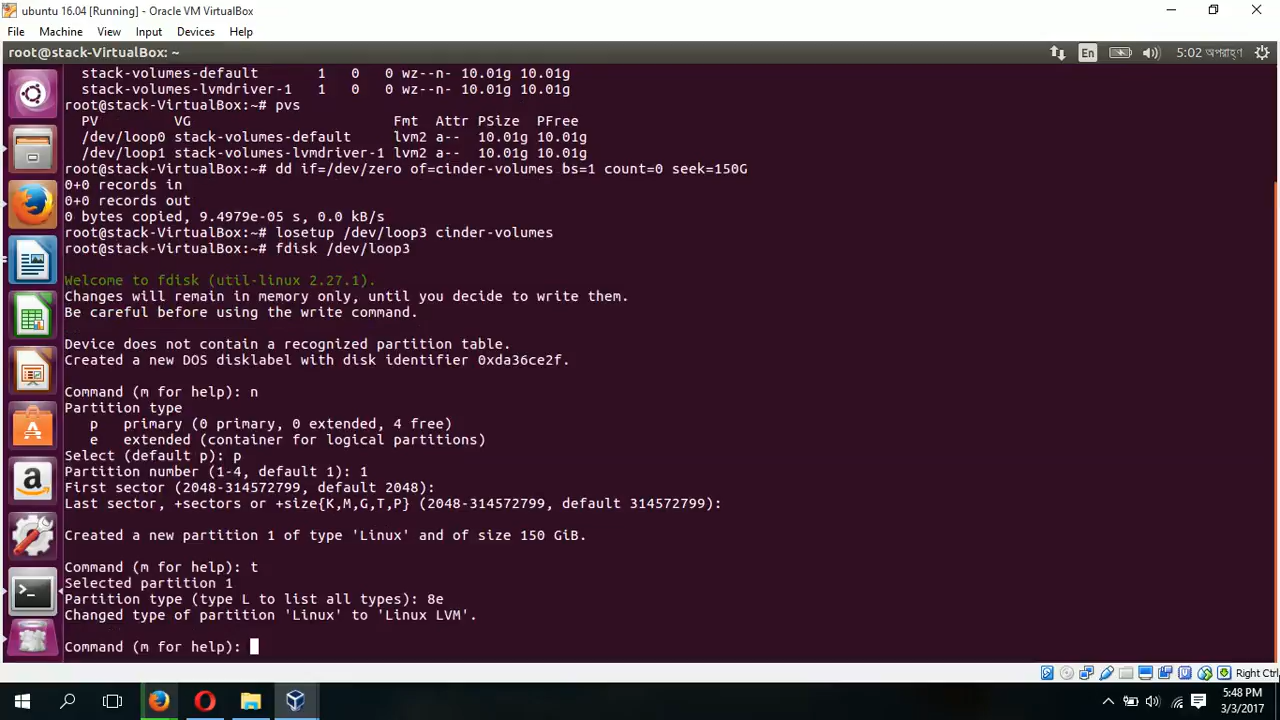 ubuntu 16.04 [Running] - Oracle VM VirtualBox
File Machine View Input Devices Help
root@stack-VirtualBox: ~
En
5:02 অপরাহ্ণ
stack-volumes-default 1 0 0 wz--n- 10.01g 10.01g
stack-volumes-lvmdriver-1 1 0 0 wz--n- 10.01g 10.01g
root@stack-VirtualBox:~# pvs
PV VG Fmt Attr PSize PFree
/dev/loop0 stack-volumes-default lvm2 a-- 10.01g 10.01g
/dev/loop1 stack-volumes-lvmdriver-1 lvm2 a-- 10.01g 10.01g
root@stack-VirtualBox:~# dd if=/dev/zero of=cinder-volumes bs=1 count=0 seek=150G
0+0 records in
0+0 records out
0 bytes copied, 9.4979e-05 s, 0.0 kB/s
root@stack-VirtualBox:~# losetup /dev/loop3 cinder-volumes
root@stack-VirtualBox:~# fdisk /dev/loop3
Welcome to fdisk (util-linux 2.27.1).
Changes will remain in memory only, until you decide to write them.
Be careful before using the write command.
Device does not contain a recognized partition table.
Created a new DOS disklabel with disk identifier 0xda36ce2f.
Command (m for help): n
Partition type
p primary (0 primary, 0 extended, 4 free)
e extended (container for logical partitions)
Select (default p): p
Partition number (1-4, default 1): 1
First sector (2048-314572799, default 2048):
Last sector, +sectors or +size{K,M,G,T,P} (2048-314572799, default 314572799):
Created a new partition 1 of type 'Linux' and of size 150 GiB.
Command (m for help): t
Selected partition 1
Partition type (type L to list all types): 8e
Changed type of partition 'Linux' to 'Linux LVM'.
Command (m for help):
Right Ctrl
5:48 PM
3/3/2017